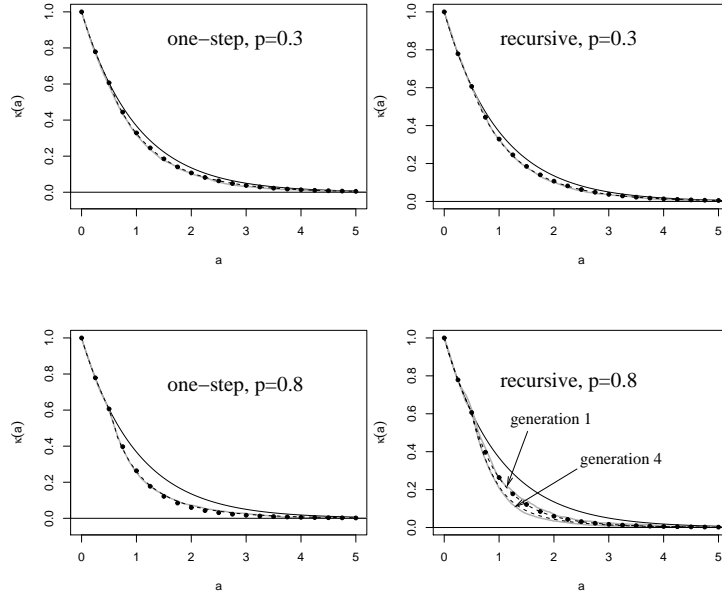 one−step, p=0.3
κ(a)
0.0 0.2 0.4 0.6 0.8 1.0
0 1 2 3 4 5
a
recursive, p=0.3
κ(a)
0.0 0.2 0.4 0.6 0.8 1.0
0 1 2 3 4 5
a
one−step, p=0.8
κ(a)
0.0 0.2 0.4 0.6 0.8 1.0
0 1 2 3 4 5
a
recursive, p=0.8
generation 1
generation 4
κ(a)
0.0 0.2 0.4 0.6 0.8 1.0
0 1 2 3 4 5
a